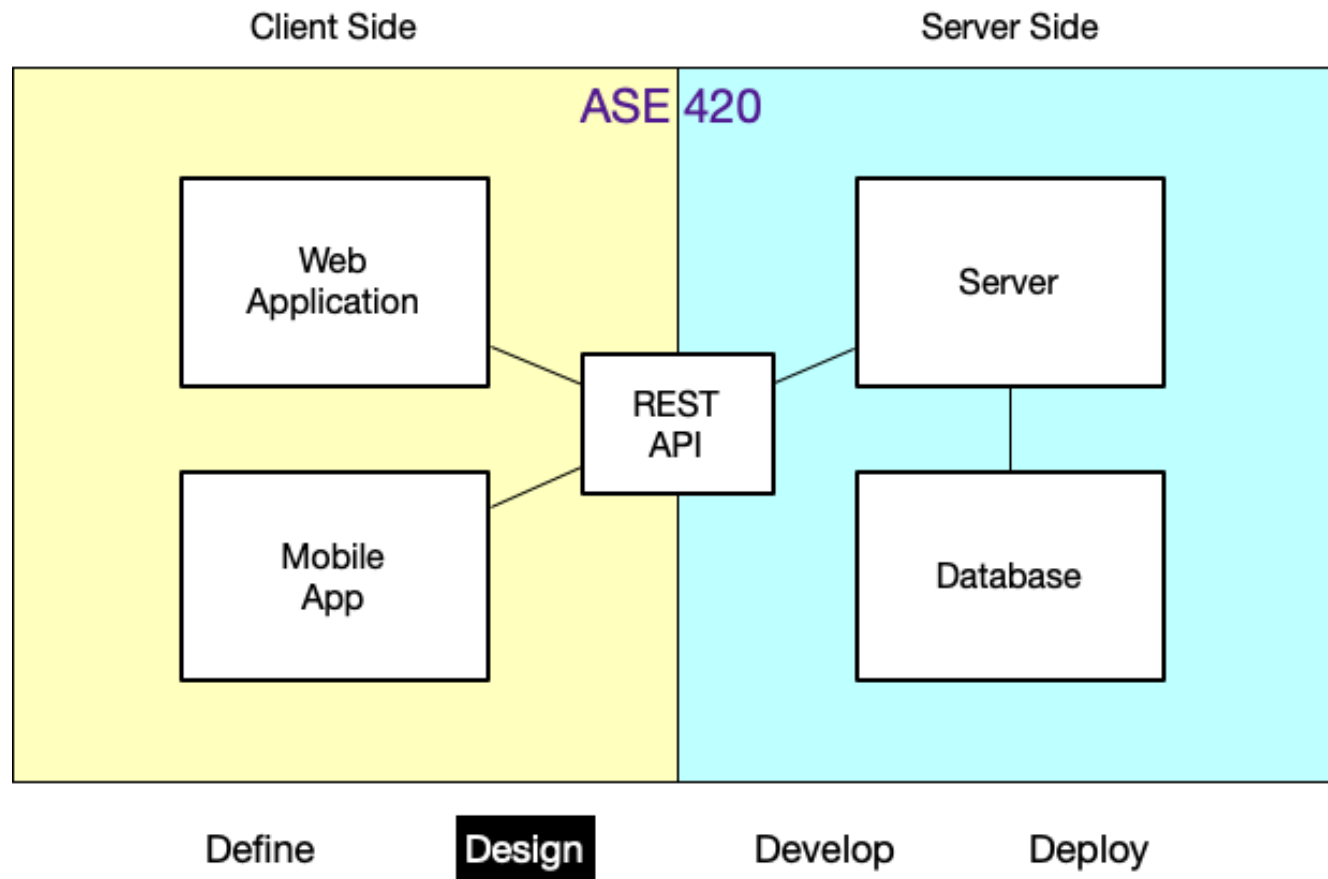 Client Side
Server Side
ASE 420
Web
Application
Server
REST
API
Mobile
App
Database
Define
Design
Develop
Deploy